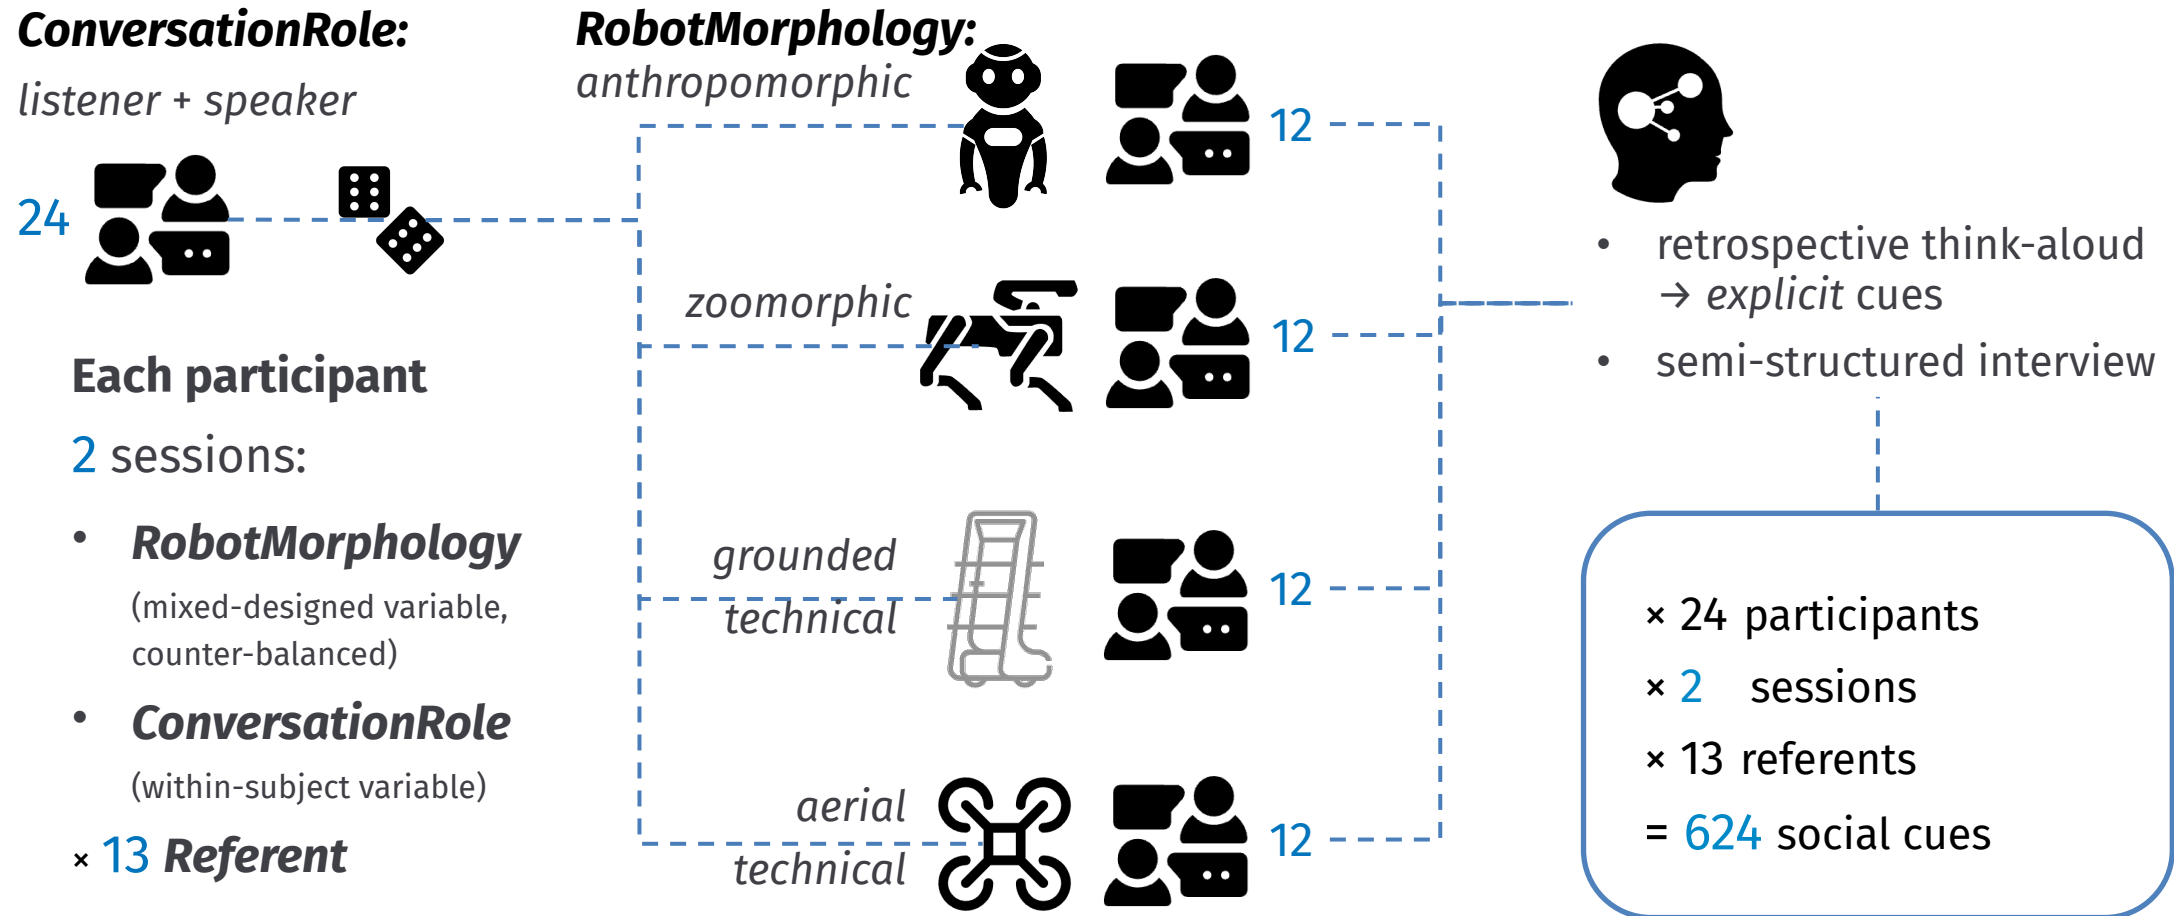 ConversationRole:
listener + speaker
24
Each participant
2 sessions:
• RobotMorphology
(mixed-designed variable,
counter-balanced)
• ConversationRole
(within-subject variable)
× 13 Referent
RobotMorphology:
anthropomorphic
12
zoomorphic
12
grounded
technical
12
aerial
technical
12
• retrospective think-aloud
→ explicit cues
• semi-structured interview
× 24 participants
× 2 sessions
× 13 referents
= 624 social cues